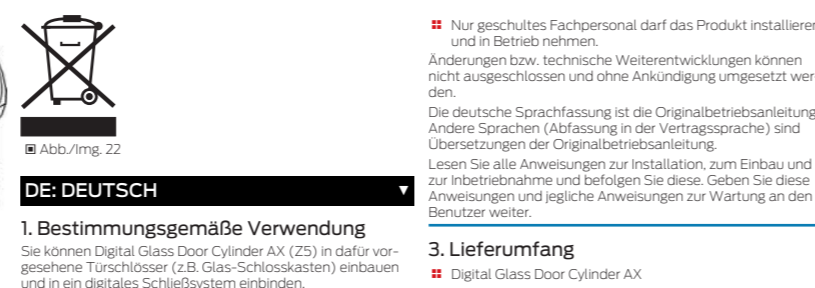 Abb./Img. 22
DE: DEUTSCH
1. Bestimmungsgemäße Verwendung
Sie können Digital Glass Door Cylinder AX (Z5) in dafür vor-
gesehene Türschlösser (z.B. Glas-Schlosskasten) einbauen
und in ein digitales Schließsystem einbinden.
Nur geschultes Fachpersonal darf das Produkt installieren
und in Betrieb nehmen.
Änderungen bzw. technische Weiterentwicklungen können
nicht ausgeschlossen und ohne Ankündigung umgesetzt wer-
den.
Die deutsche Sprachfassung ist die Originalbetriebsanleitung.
Andere Sprachen (Abfassung in der Vertragssprache) sind
Übersetzungen der Originalbetriebsanleitung.
Lesen Sie alle Anweisungen zur Installation, zum Einbau und
zur Inbetriebnahme und befolgen Sie diese. Geben Sie diese
Anweisungen und jegliche Anweisungen zur Wartung an den
Benutzer weiter.
3. Lieferumfang
Digital Glass Door Cylinder AX